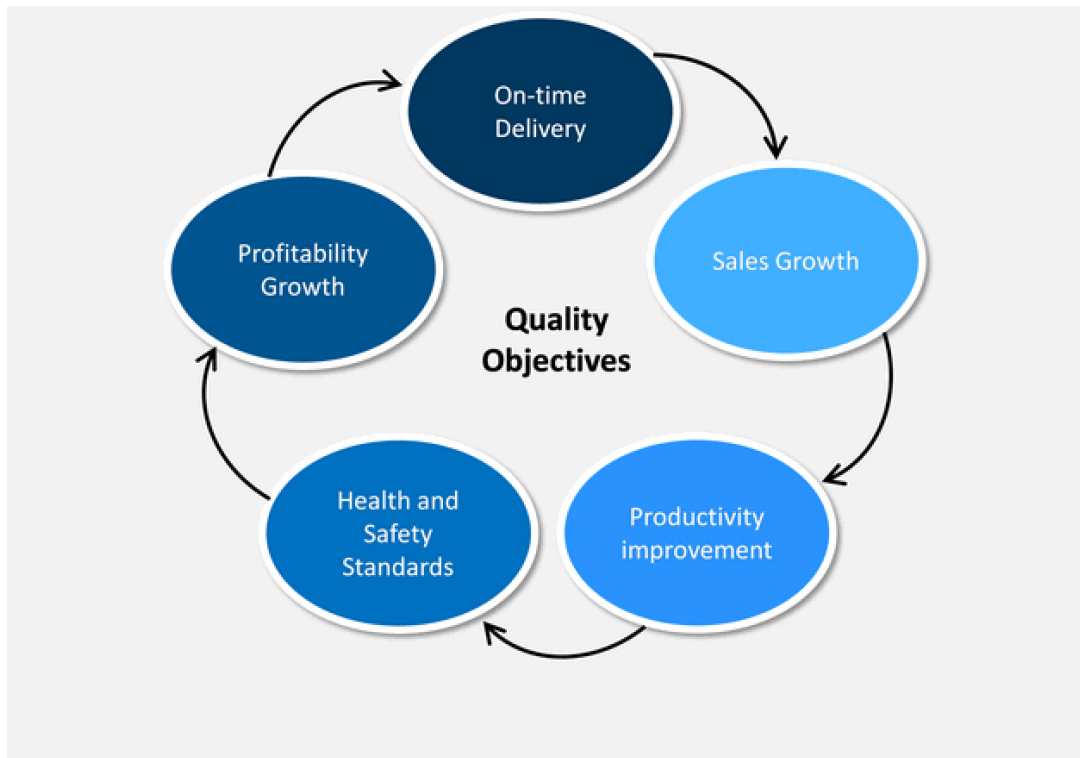 On-time
Delivery
Sales Growth
Productivity
improvement
Health and
Safety
Standards
Profitability
Growth
Quality
Objectives